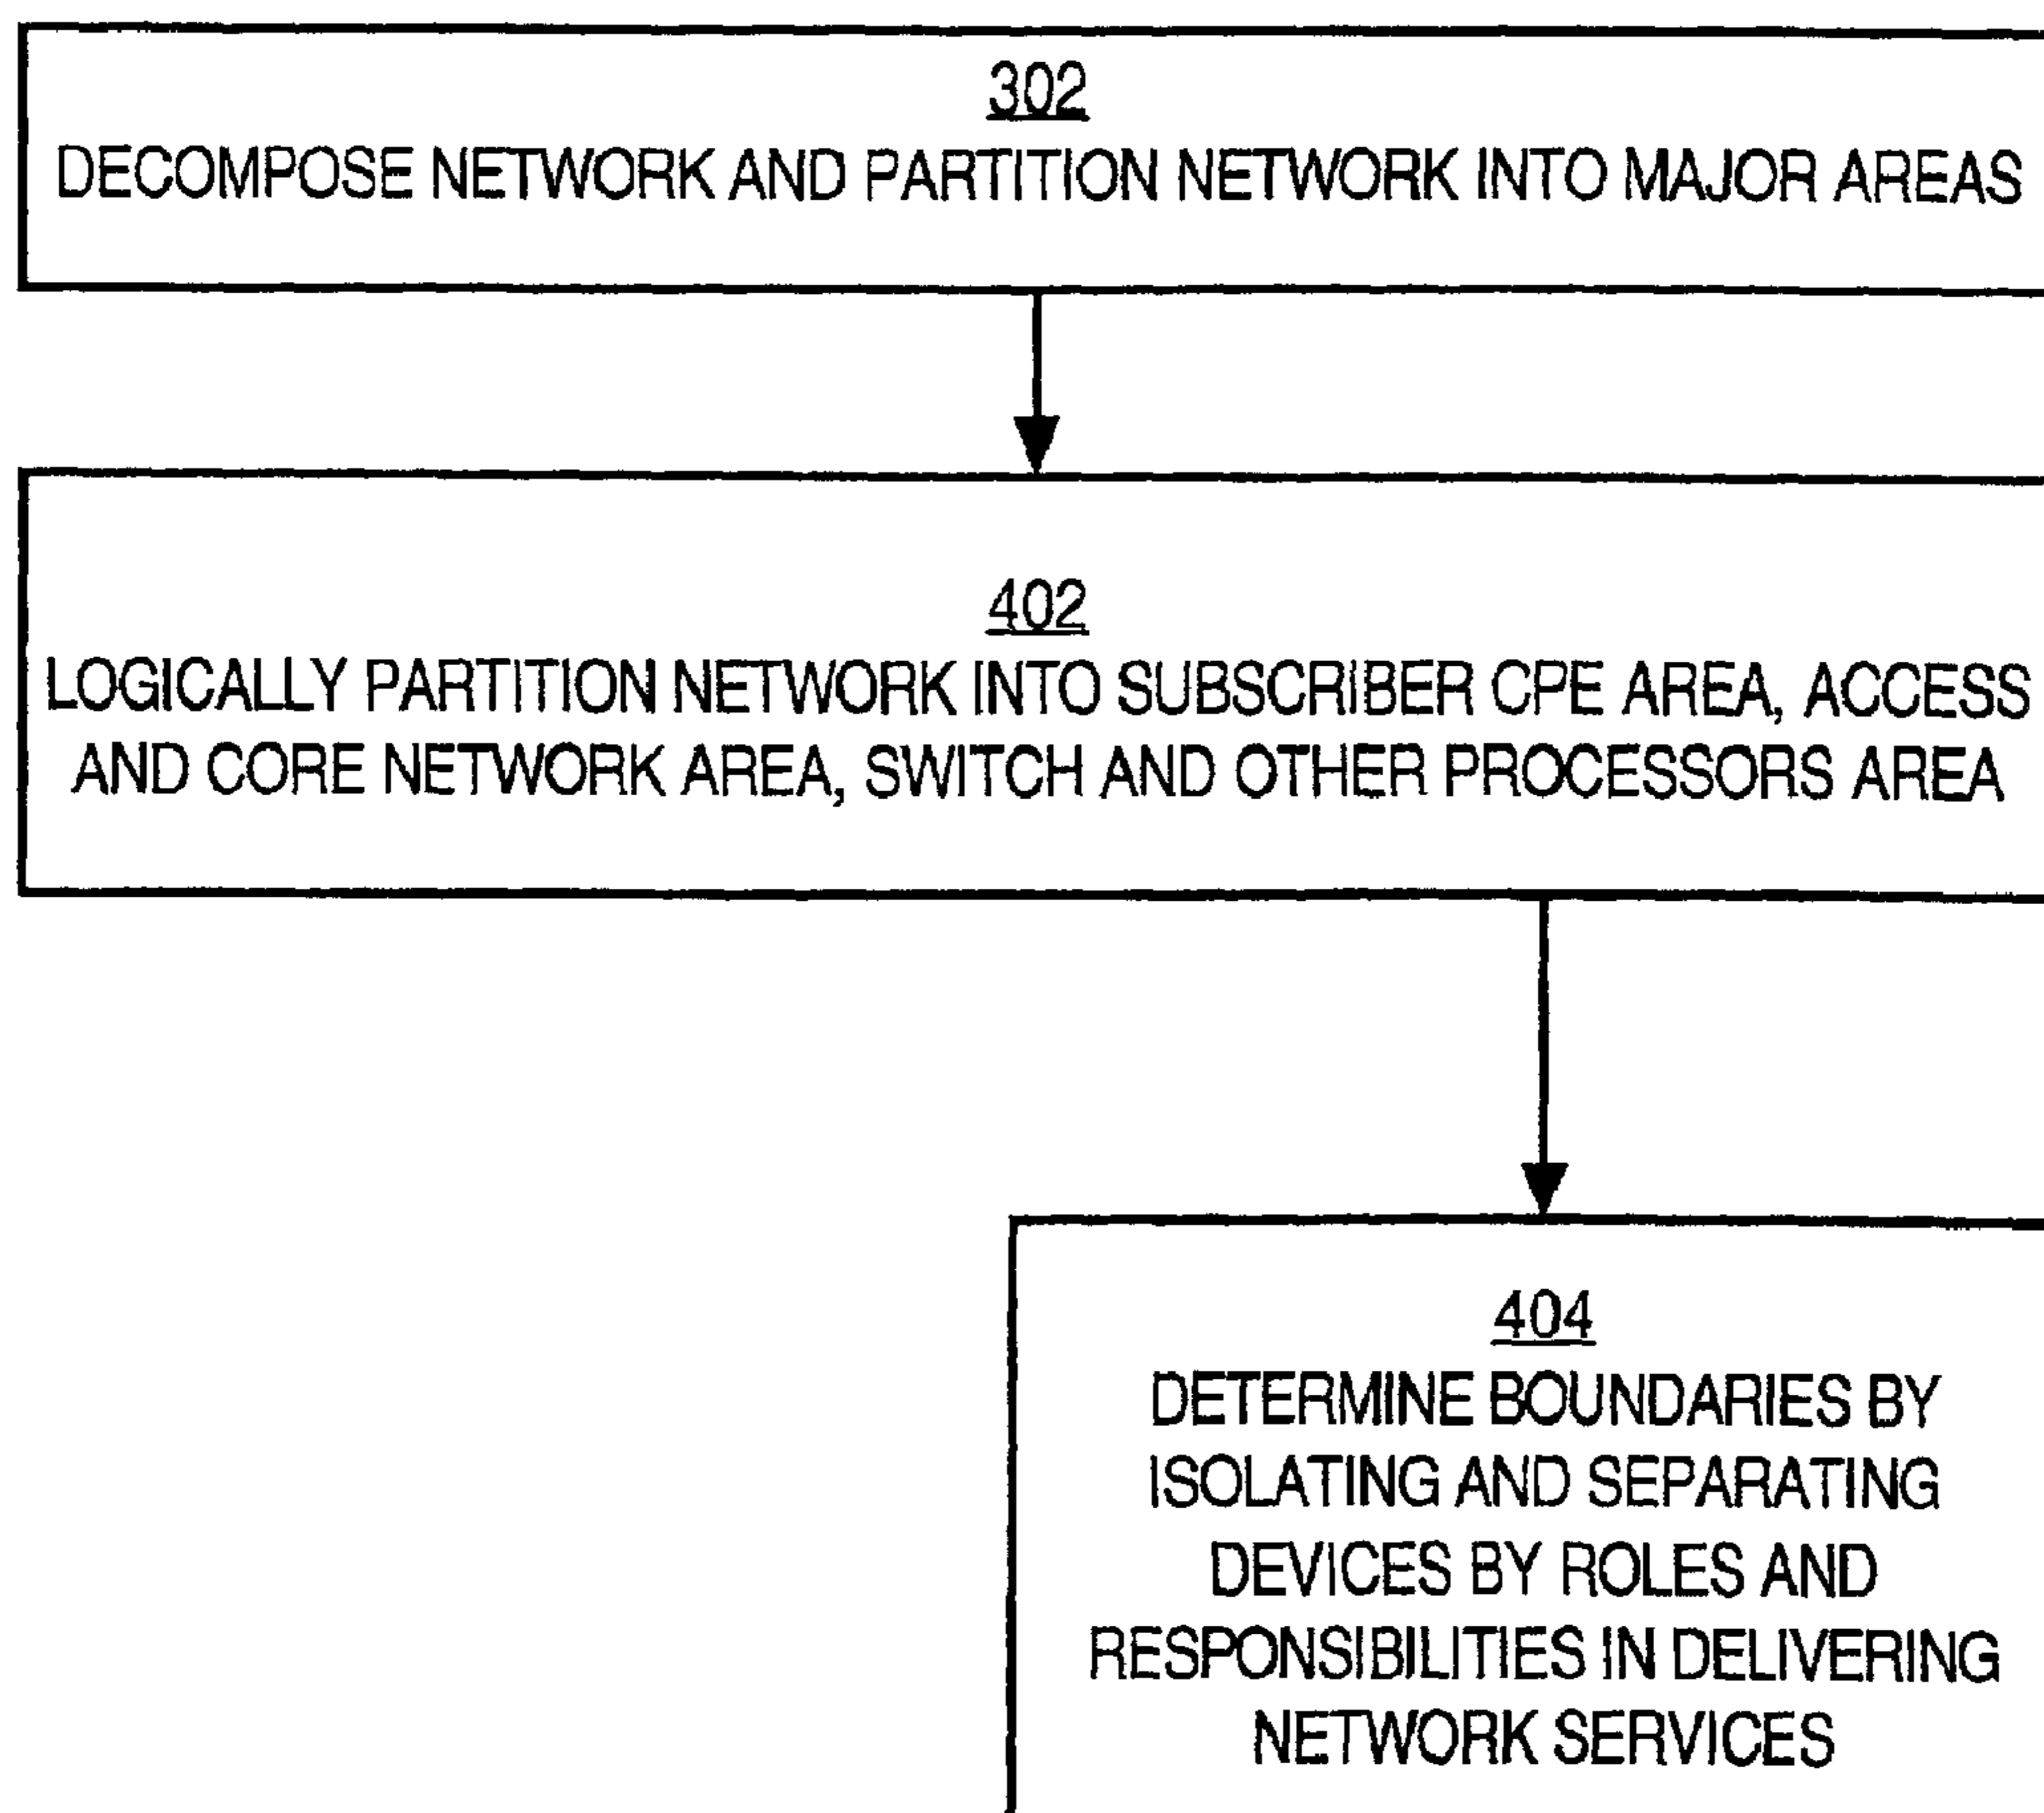 302
DECOMPOSE NETWORK AND PARTITION NETWORK INTO MAJOR AREAS
402
LOGICALLY PARTITION NETWORK INTO SUBSCRIBER CPE AREA, ACCESS
AND CORE NETWORK AREA, SWITCH AND OTHER PROCESSORS AREA
404
DETERMINE BOUNDARIES BY
ISOLATING AND SEPARATING
DEVICES BY ROLES AND
RESPONSIBILITIES IN DELIVERING
NETWORK SERVICES